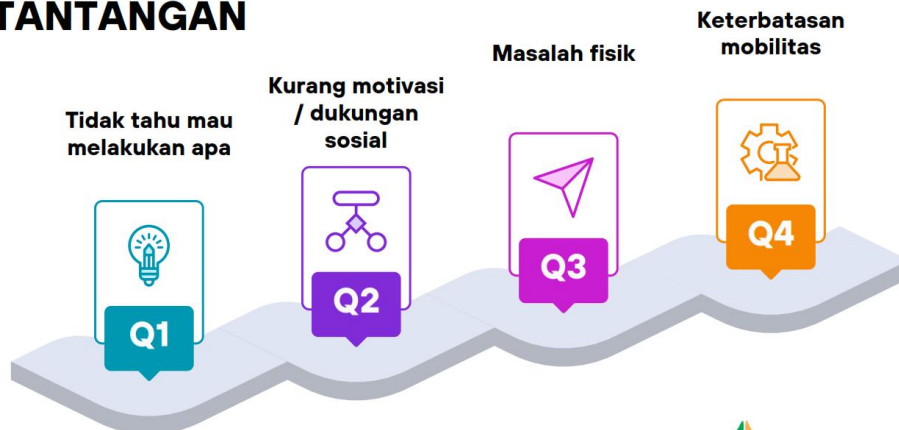 TANTANGAN
Tidak tahu mau
melakukan apa
Q1
Kurang motivasi
/ dukungan
sosial
Q2
Masalah fisik
Q3
Keterbatasan
mobilitas
Q4